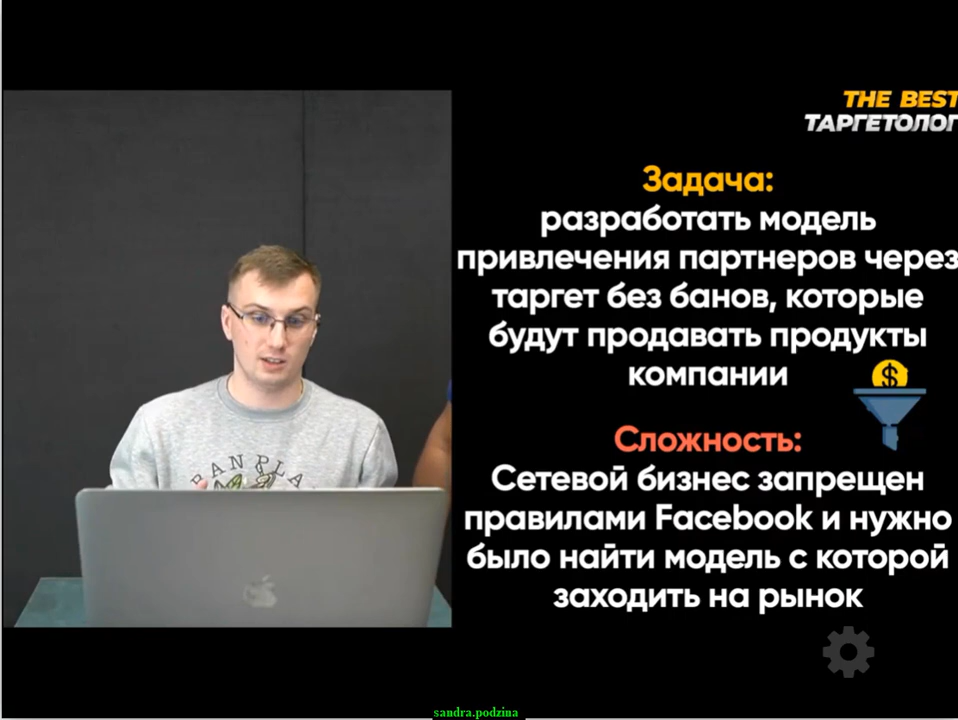 THE BEST
ТАРГЕТОЛОГ
Задача:
разработать модель
привлечения партнеров через
таргет без банов, которые
будут продавать продукты
компании
$
Сложность:
Сетевой бизнес запрещен
правилами Facebook и нужно
было найти модель с которой
заходить на рынок
sandra.podzina